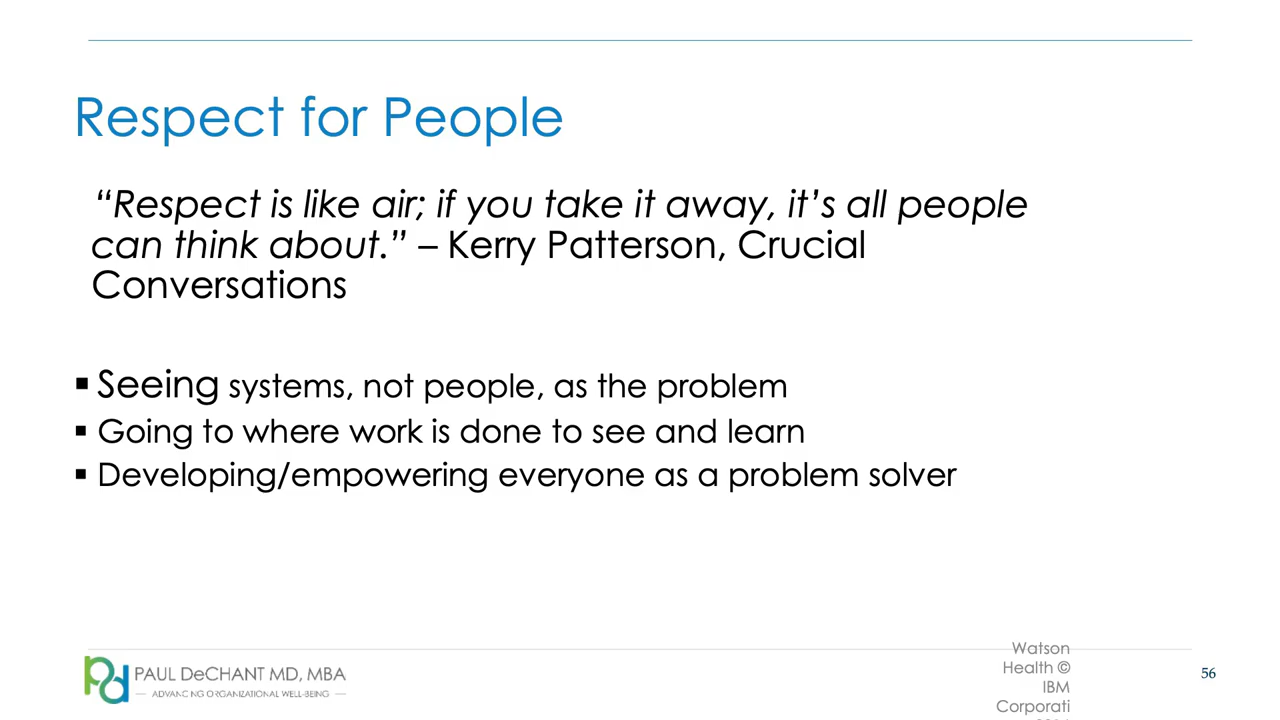 Respect for People
“Respect is like air; if you take it away, it’s all people
can think about.” – Kerry Patterson, Crucial
Conversations
▪ Seeing systems, not people, as the problem
▪ Going to where work is done to see and learn
▪ Developing/empowering everyone as a problem solver
pd
PAUL DeCHANT MD, MBA
ADVANCING ORGANIZATIONAL WELL-BEING
Watson
Health ©
IBM
Corporati
56